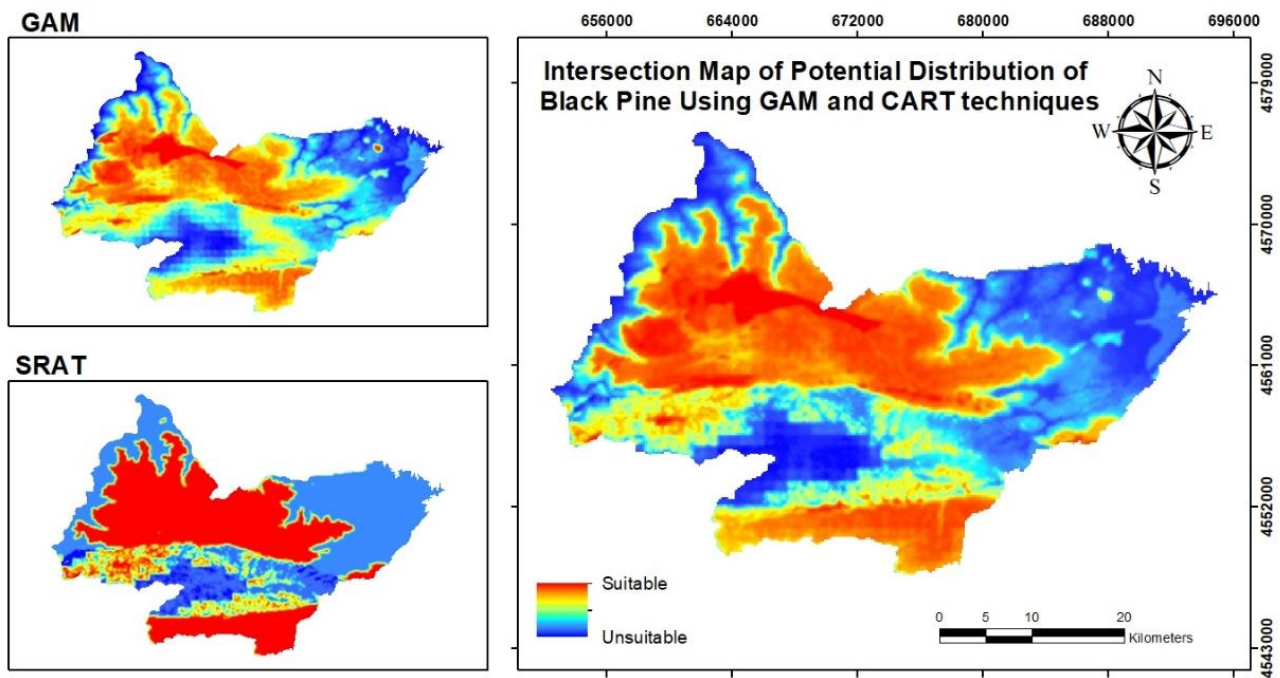 GAM
SRAT
656000 664000 672000 680000 688000 696000
Intersection Map of Potential Distribution of
Black Pine Using GAM and CART techniques
N
W E
S
4579000
4570000
4561000
4552000
4543000
Suitable
Unsuitable
0 5 10 20
Kilometers